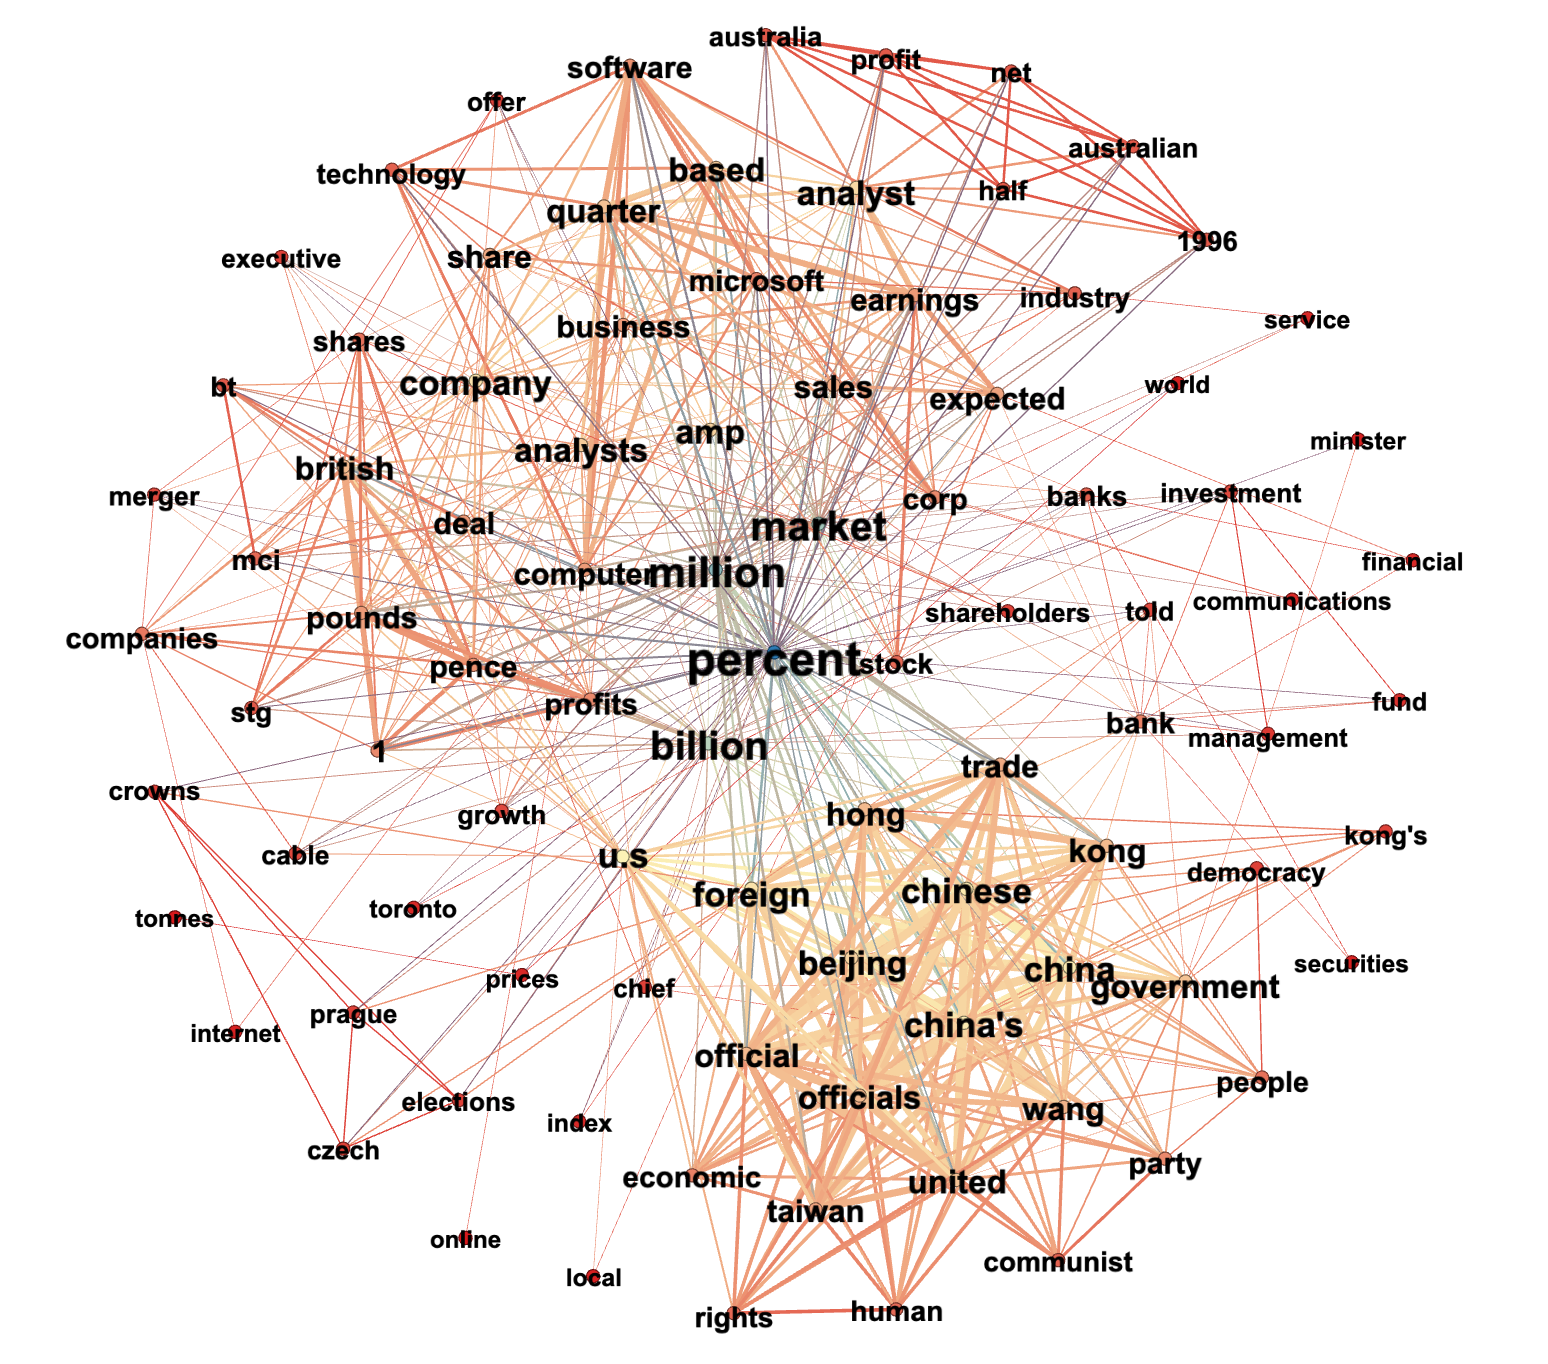 australia
profit
software
net
offer
australian
based
technology
analyst
half
quarter
1996
share
executive
microsoft
earnings
industry
service
business
shares
company
world
bt
sales
expected
amp
minister
analysts
british
merger
banks
investment
corp
deal
market
mci
financial
computer
million
communications
shareholders
told
pounds
companies
percent
stock
pence
fund
profits
stg
bank
management
billion
1
trade
crowns
hong
growth
kong's
kong
cable
u.s
democracy
chinese
foreign
toronto
tonnes
beijing
securities
china
prices
chief
government
prague
china's
internet
official
people
officials
elections
wang
index
czech
party
economic
united
taiwan
online
communist
local
human
rights